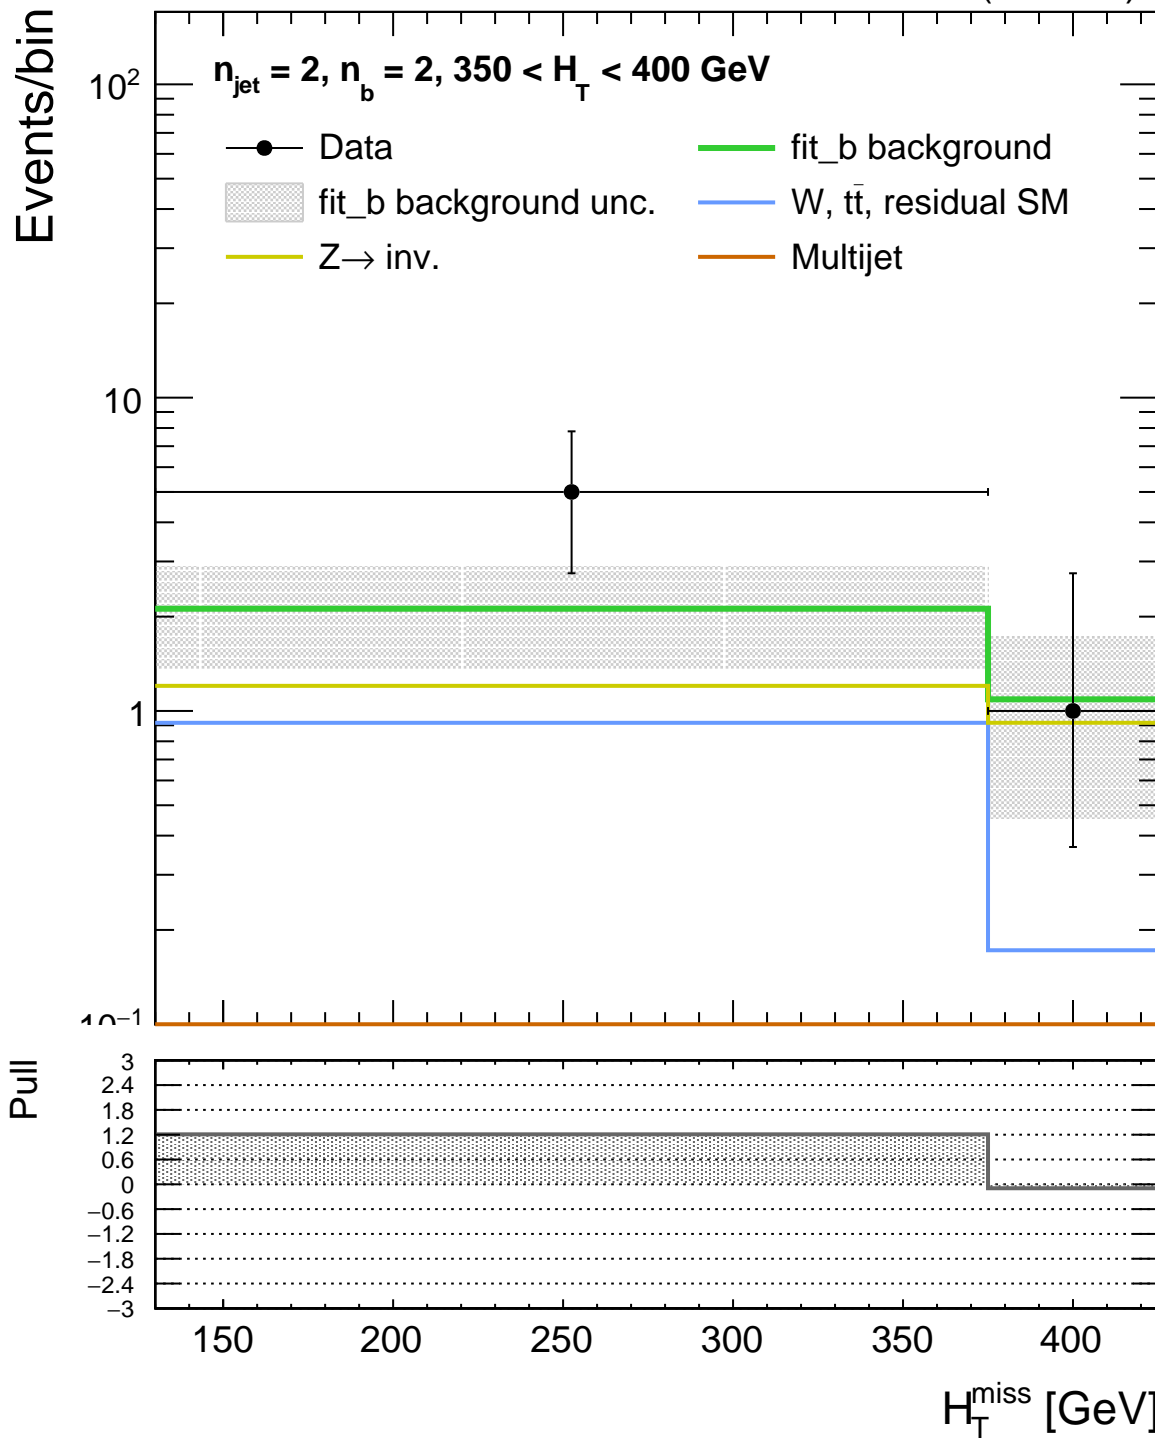 Events/bin
n_jet = 2, n_b = 2, 350 < H_T < 400 GeV
Data
fit_b background
fit_b background unc.
W, tt̄, residual SM
Z→ inv.
Multijet
10²
10
1
10⁻¹
Pull
3
2.4
1.8
1.2
0.6
0
−0.6
−1.2
−1.8
−2.4
−3
150 200 250 300 350 400
H_T^miss [GeV]